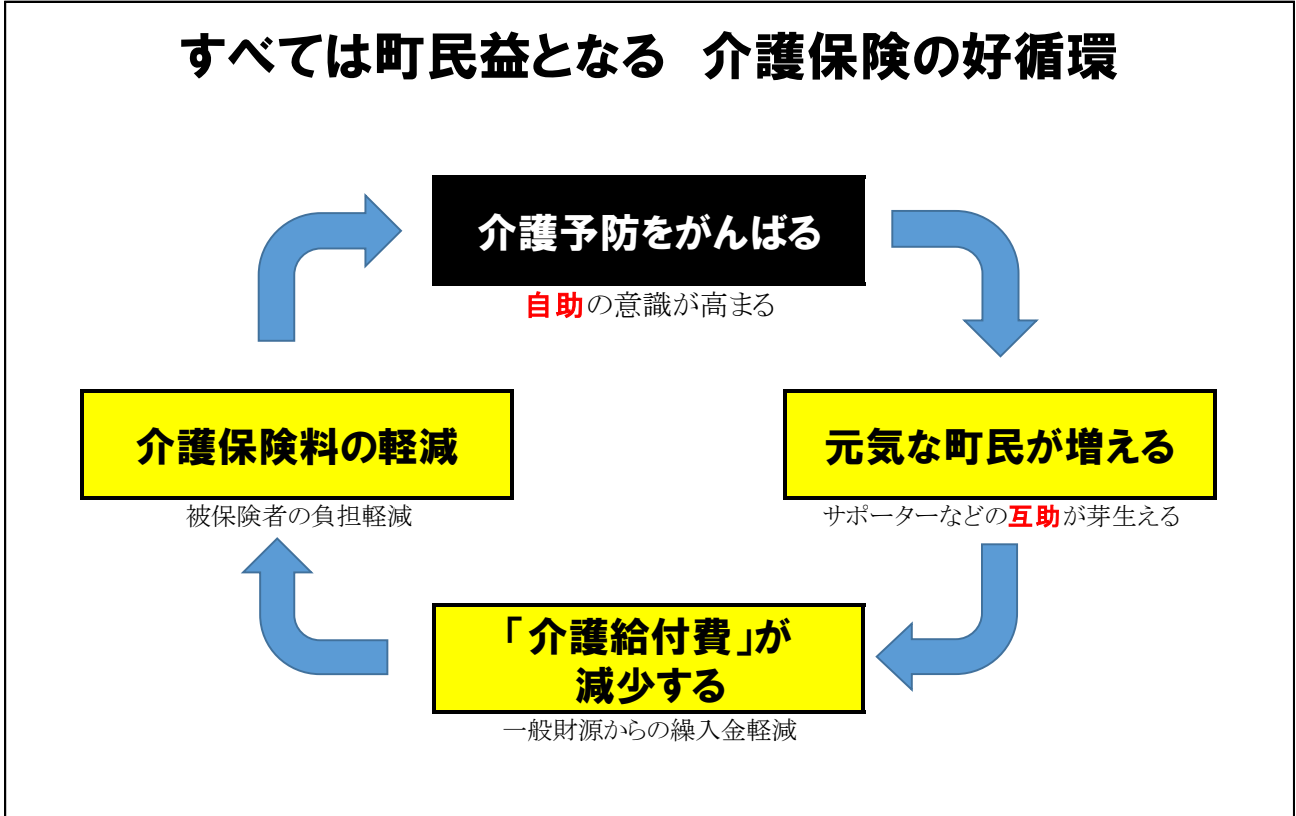 すべては町民益となる 介護保険の好循環
介護予防をがんばる
自助の意識が高まる
元気な町民が増える
サポーターなどの互助が芽生える
「介護給付費」が
減少する
一般財源からの繰入金軽減
介護保険料の軽減
被保険者の負担軽減